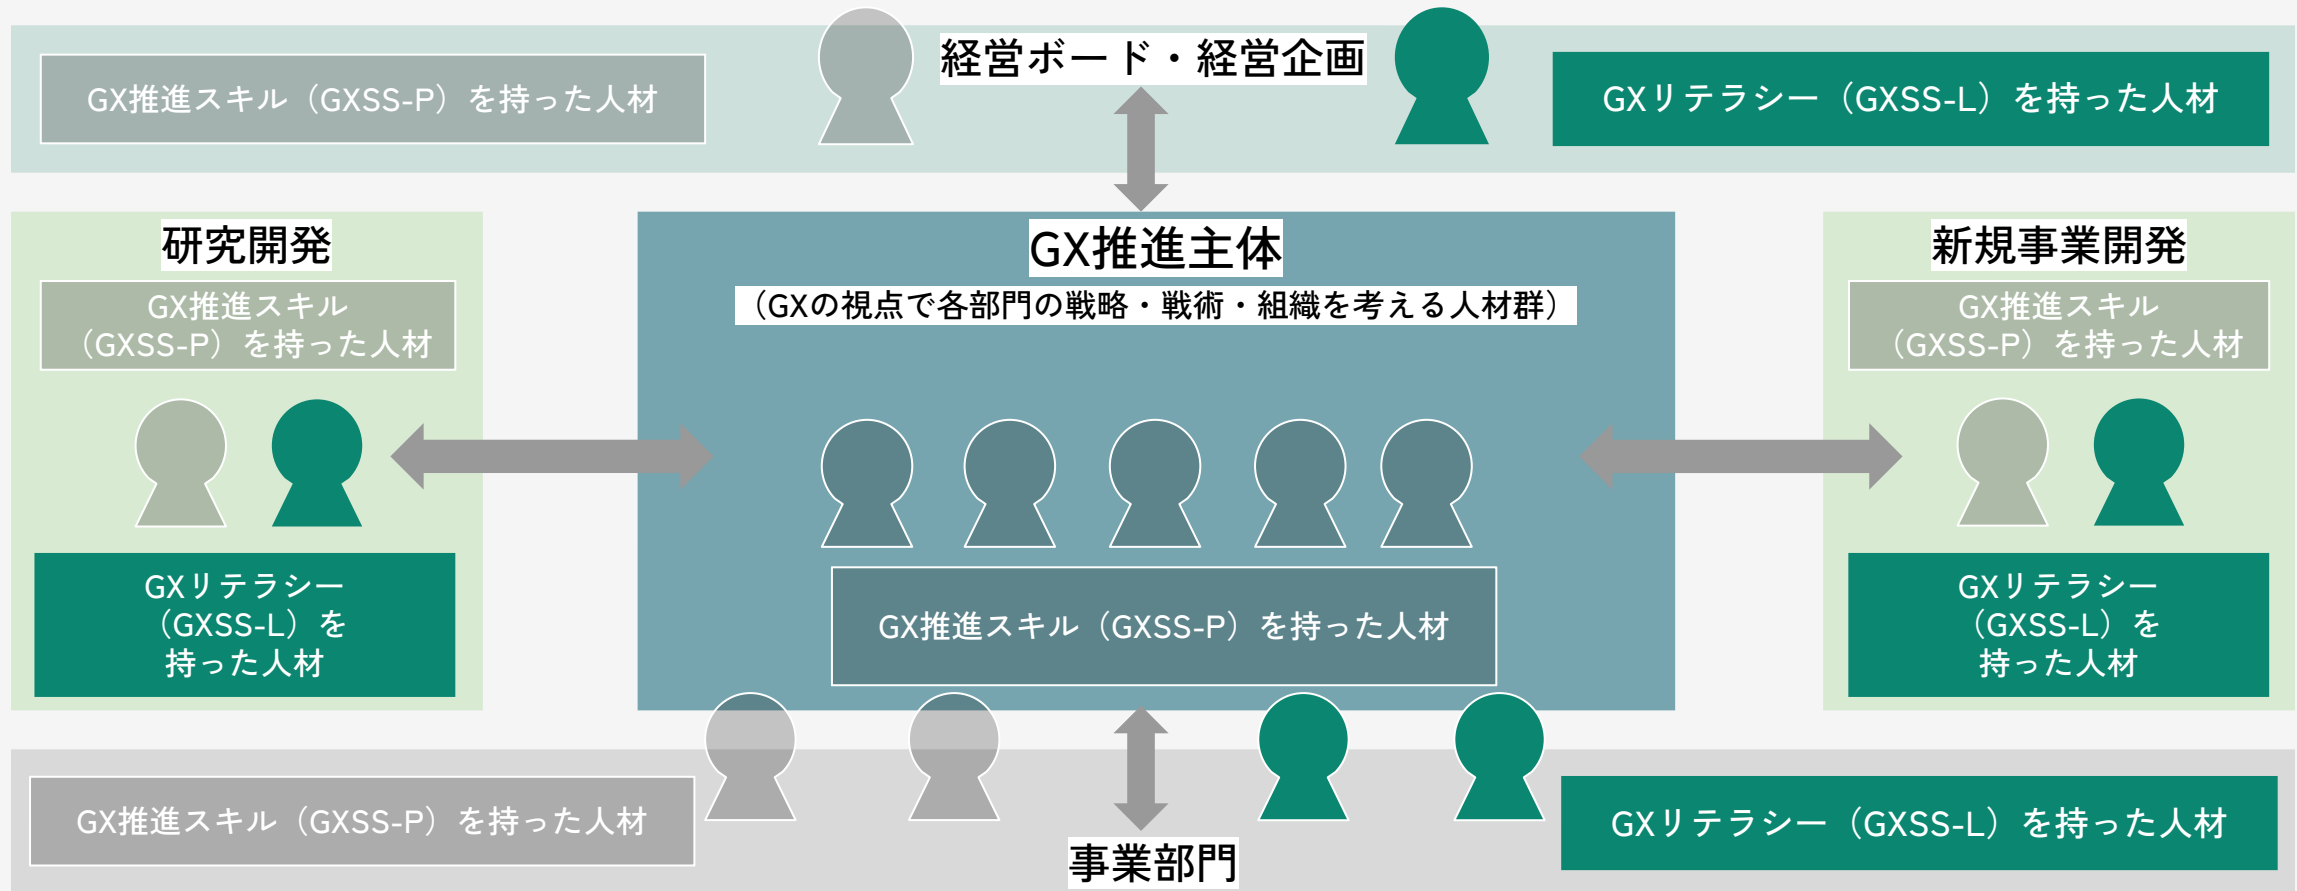 経営ボード・経営企画
GX推進スキル（GXSS-P）を持った人材
GXリテラシー（GXSS-L）を持った人材
研究開発
GX推進スキル
（GXSS-P）を持った人材
GXリテラシー
（GXSS-L）を
持った人材
GX推進主体
（GXの視点で各部門の戦略・戦術・組織を考える人材群）
GX推進スキル（GXSS-P）を持った人材
新規事業開発
GX推進スキル
（GXSS-P）を持った人材
GXリテラシー
（GXSS-L）を
持った人材
GX推進スキル（GXSS-P）を持った人材
GXリテラシー（GXSS-L）を持った人材
事業部門